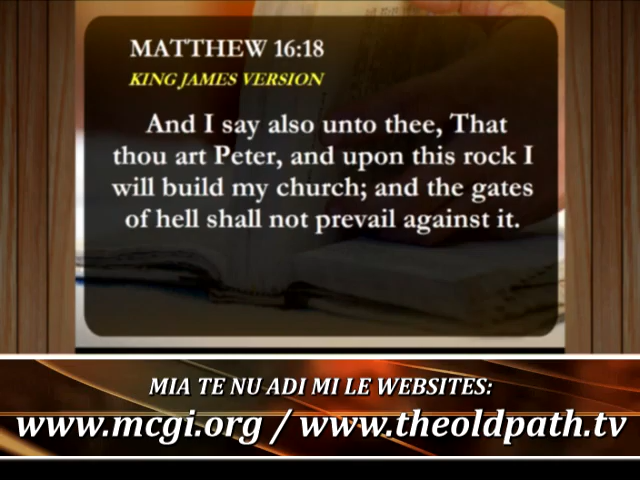 MATTHEW 16:18
KING JAMES VERSION
And I say also unto thee, That
thou art Peter, and upon this rock I
will build my church; and the gates
of hell shall not prevail against it.
MIA TE NU ADI MI LE WEBSITES:
www.mcgi.org / www.theoldpath.tv